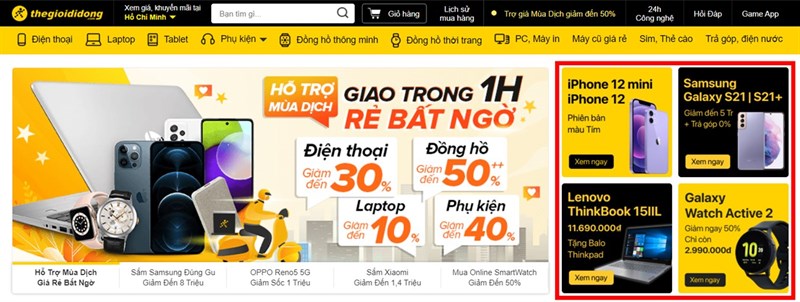 thegioididong
.com
Xem giá, khuyến mãi tại
Hồ Chí Minh
Bạn tìm gì...
Giỏ hàng
Lịch sử
mua hàng
Trợ giá Mùa Dịch giảm đến 50%
24h
Công nghệ
Hỏi Đáp
Game App
Điện thoại
Laptop
Tablet
Phụ kiện
Đồng hồ thông minh
Đồng hồ thời trang
PC, Máy in
Máy cũ giá rẻ
Sim, Thẻ cào
Trả góp, điện nước
HỖ TRỢ
MÙA DỊCH
GIAO TRONG 1H
RẺ BẤT NGỜ
Điện thoại
Giảm
đến 30%
Đồng hồ
Giảm
đến 50%++
Laptop
Giảm
đến 10%
Phụ kiện
Giảm
đến 40%
Hỗ Trợ Mùa Dịch
Giá Rẻ Bất Ngờ
Sắm Samsung Đúng Gu
Giảm Đến 8 Triệu
OPPO Reno5 5G
Giảm Sốc 1 Triệu
Sắm Xiaomi
Giảm Đến 1,4 Triệu
Mua Online SmartWatch
Giảm Đến 50%
iPhone 12 mini
iPhone 12
Phiên bản
màu Tím
Xem ngay
Samsung
Galaxy S21 | S21+
Giảm đến 5 Tr
+ Trả góp 0%
Xem ngay
Lenovo
ThinkBook 15IIL
11.690.000đ
Tặng Balo
Thinkpad
Xem ngay
Galaxy
Watch Active 2
Giảm ngay 50%
Chỉ còn
2.990.000đ
Xem ngay